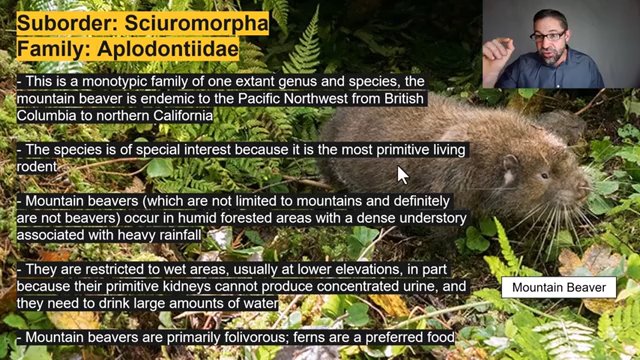 Suborder: Sciuromorpha
Family: Aplodontiidae
- This is a monotypic family of one extant genus and species, the
mountain beaver is endemic to the Pacific Northwest from British
Columbia to northern California
- The species is of special interest because it is the most primitive living
rodent
- Mountain beavers (which are not limited to mountains and definitely
are not beavers) occur in humid forested areas with a dense understory
associated with heavy rainfall
- They are restricted to wet areas, usually at lower elevations, in part
because their primitive kidneys cannot produce concentrated urine, and
they need to drink large amounts of water
Mountain Beaver
- Mountain beavers are primarily folivorous; ferns are a preferred food